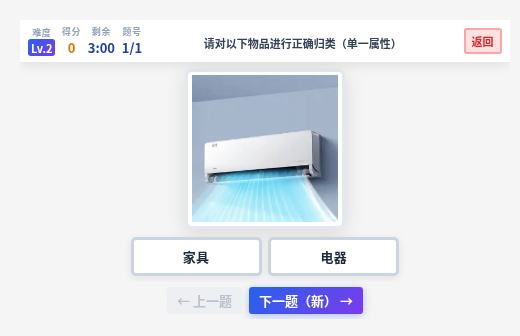 难度 得分 剩余 题号
Lv.2 0 3:00 1/1
请对以下物品进行正确归类（单一属性）
返回
家具 电器
← 上一题 下一题（新） →